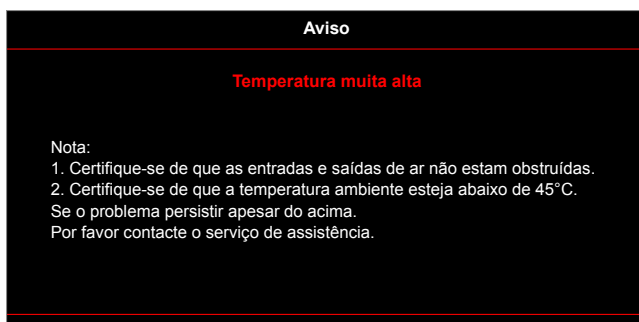 Aviso
Temperatura muita alta
Nota:
1. Certifique-se de que as entradas e saídas de ar não estam obstruídas.
2. Certifique-se de que a temperatura ambiente esteja abaixo de 45°C.
Se o problema persistir apesar do acima.
Por favor contacte o serviço de assistência.